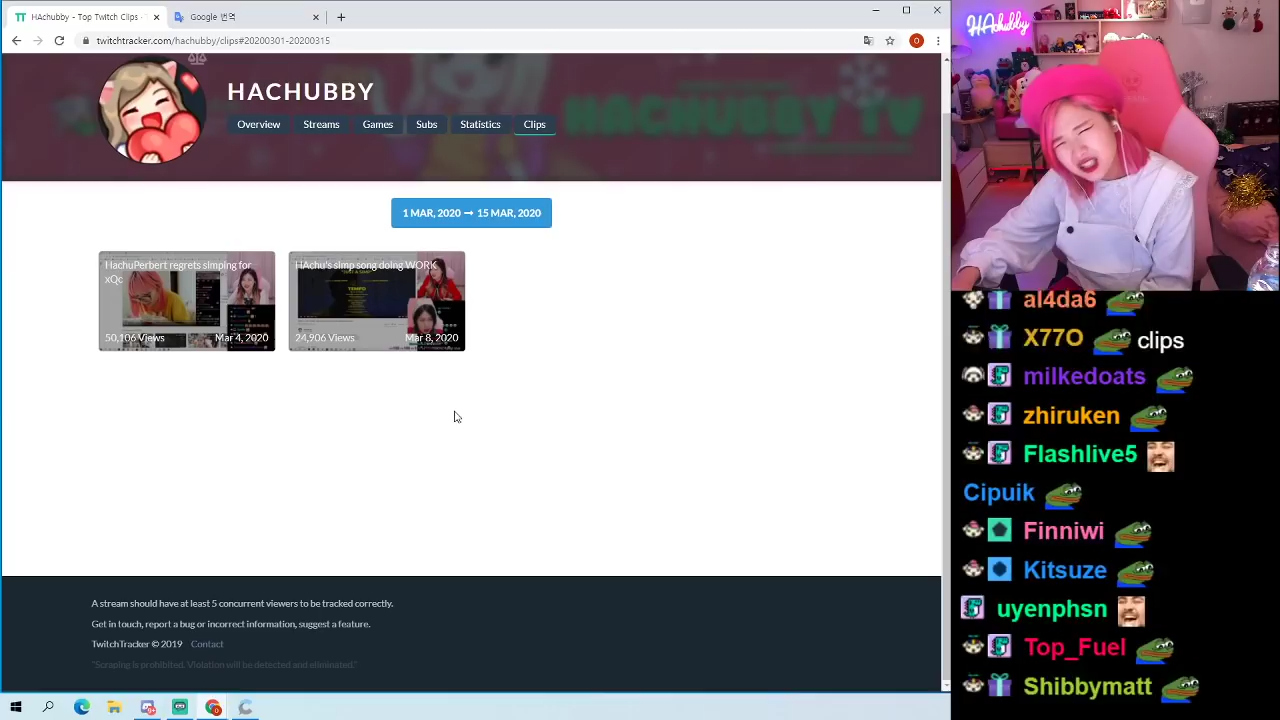 HAchubby - Top Twitch Clips -
Google 번역
twitchtracker.com/hachubby/clips#20200301-20200315
HACHUBBY
Overview
Streams
Games
Subs
Statistics
Clips
HACHUBBY TV
1 MAR, 2020 → 15 MAR, 2020
HachuPerbert regrets simping for
xQc
50,106 Views
Mar 4, 2020
HAchu's simp song doing WORK
24,906 Views
Mar 8, 2020
A stream should have at least 5 concurrent viewers to be tracked correctly.
Get in touch, report a bug or incorrect information, suggest a feature.
TwitchTracker © 2019 Contact
"Scraping is prohibited. Violation will be detected and eliminated."
HAchubby
al4da6
X77O clips
milkedoats
zhiruken
Flashlive5
Cipuik
Finniwi
Kitsuze
uyenphsn
Top_Fuel
Shibbymatt